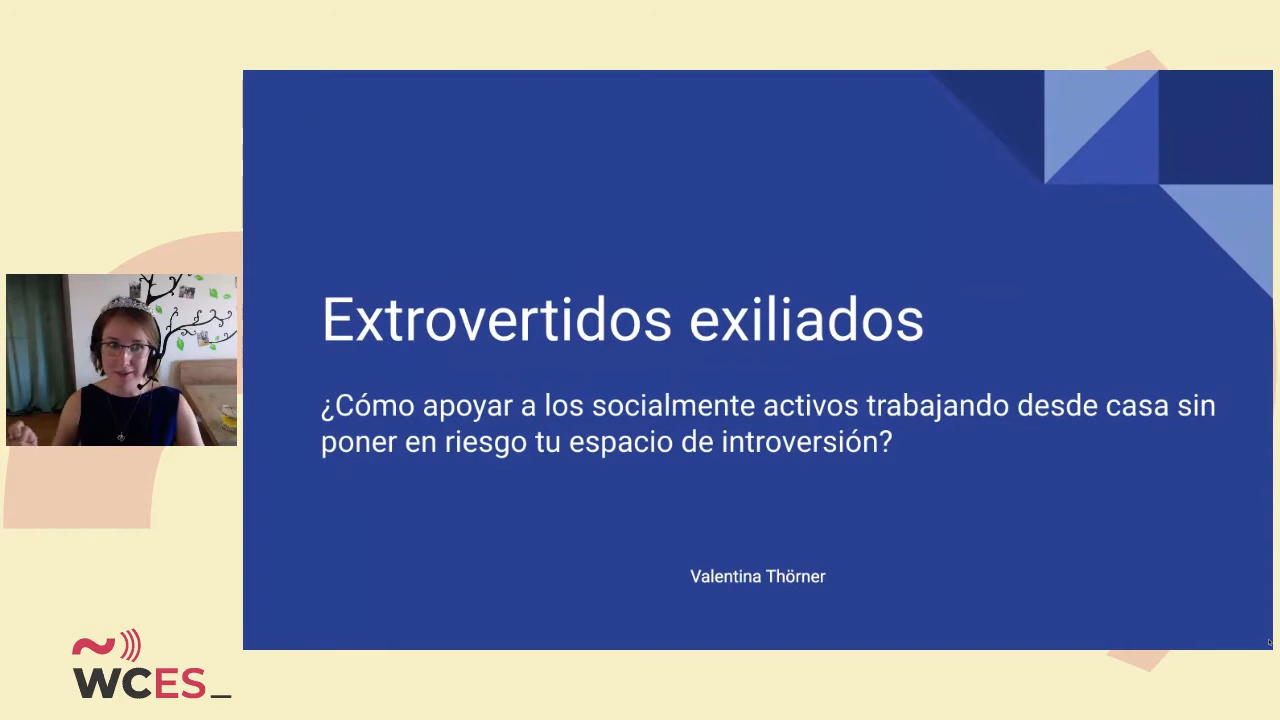 Extrovertidos exiliados
¿Cómo apoyar a los socialmente activos trabajando desde casa sin
poner en riesgo tu espacio de introversión?
Valentina Thörner
WCES_